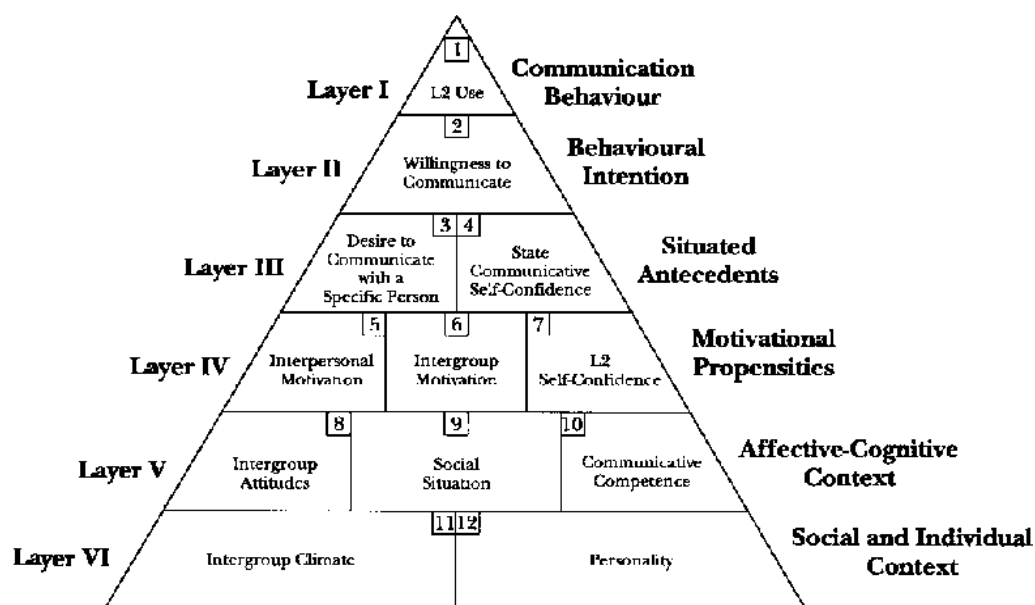 1
Layer I
L2 Use
Communication
Behaviour
2
Layer II
Willingness to
Communicate
Behavioural
Intention
3 4
Layer III
Desire to
Communicate
with a
Specific Person
State
Communicative
Self-Confidence
Situated
Antecedents
5 6 7
Layer IV
Interpersonal
Motivation
Intergroup
Motivation
L2
Self-Confidence
Motivational
Propensities
8 9 10
Layer V
Intergroup
Attitudes
Social
Situation
Communicative
Competence
Affective-Cognitive
Context
11 12
Layer VI
Intergroup Climate
Personality
Social and Individual
Context